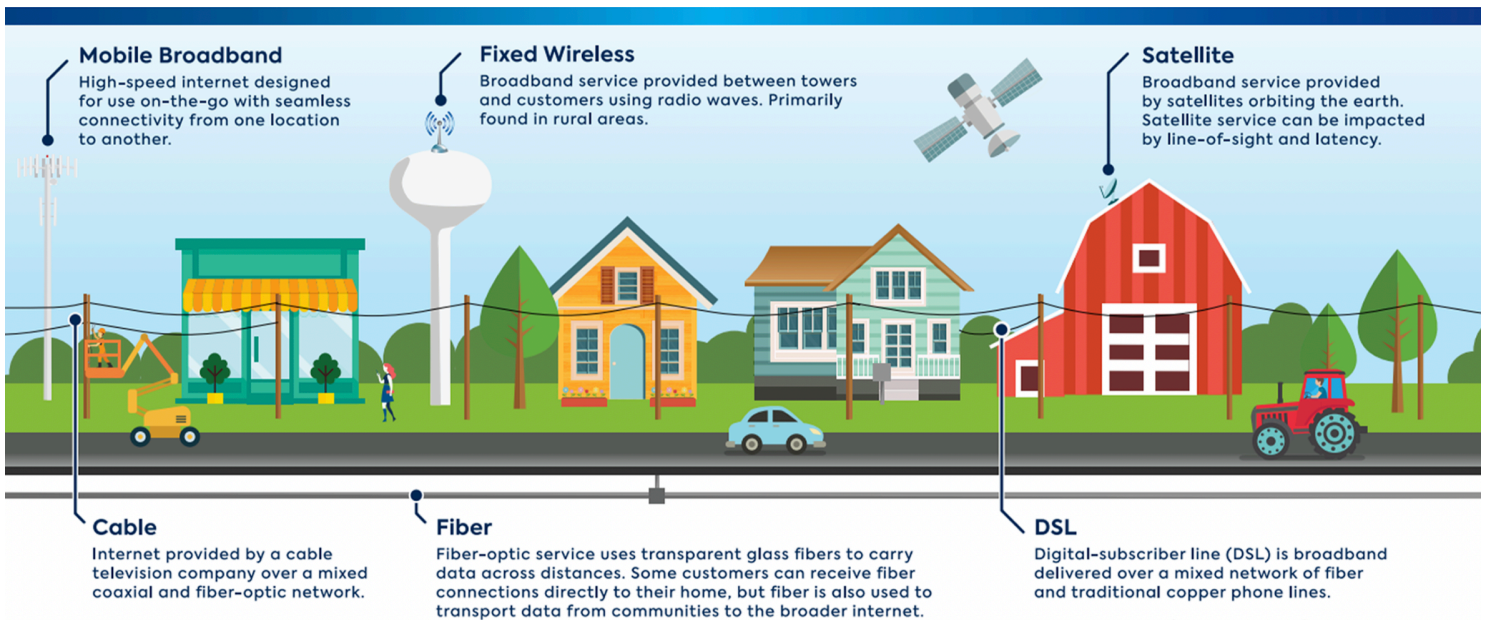 Mobile Broadband
High-speed internet designed
for use on-the-go with seamless
connectivity from one location
to another.
Fixed Wireless
Broadband service provided between towers
and customers using radio waves. Primarily
found in rural areas.
Satellite
Broadband service provided
by satellites orbiting the earth.
Satellite service can be impacted
by line-of-sight and latency.
Cable
Internet provided by a cable
television company over a mixed
coaxial and fiber-optic network.
Fiber
Fiber-optic service uses transparent glass fibers to carry
data across distances. Some customers can receive fiber
connections directly to their home, but fiber is also used to
transport data from communities to the broader internet.
DSL
Digital-subscriber line (DSL) is broadband
delivered over a mixed network of fiber
and traditional copper phone lines.